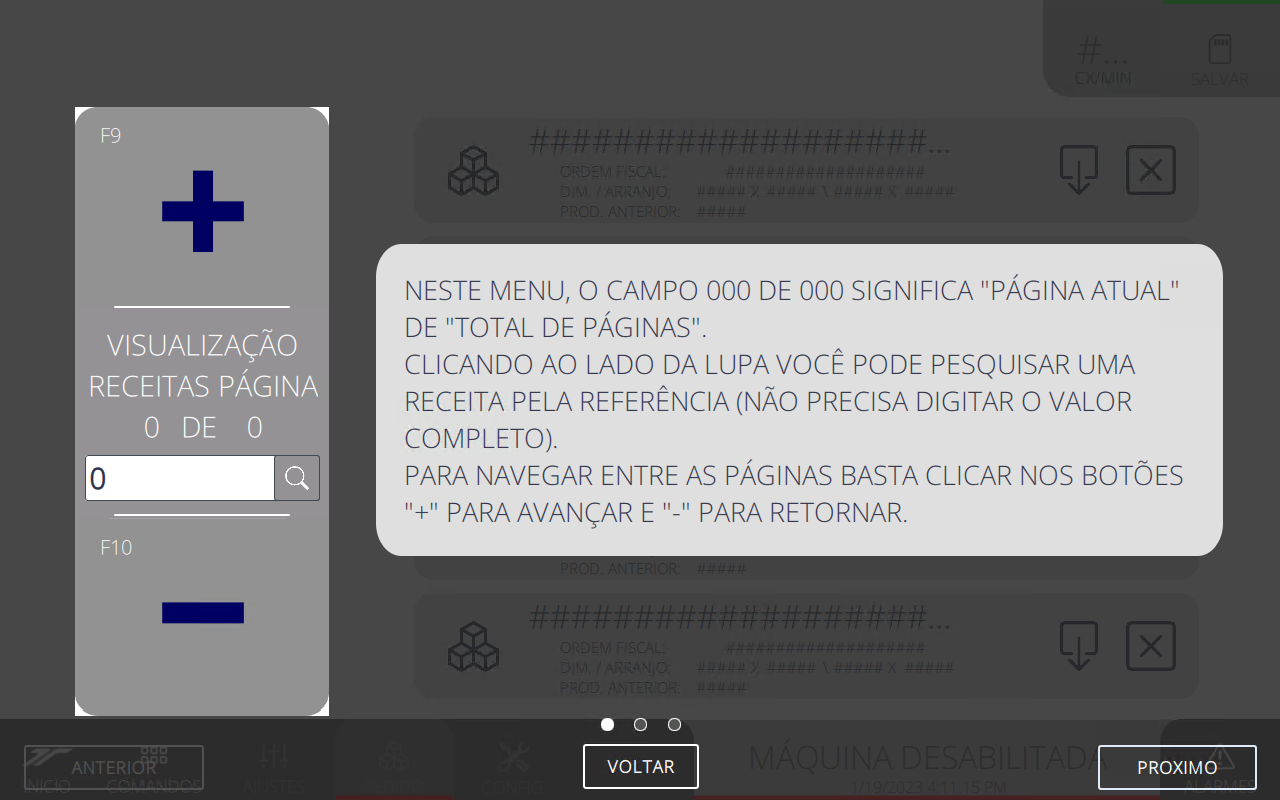 #...
CX/MIN
SALVAR
F9
VISUALIZAÇÃO
RECEITAS PÁGINA
0 DE 0
0
F10
###################...
ORDEM FISCAL: ####################
DIM. / ARRANJO: ##### X ##### \ ##### X #####
PROD. ANTERIOR: #####
NESTE MENU, O CAMPO 000 DE 000 SIGNIFICA "PÁGINA ATUAL"
DE "TOTAL DE PÁGINAS".
CLICANDO AO LADO DA LUPA VOCÊ PODE PESQUISAR UMA
RECEITA PELA REFERÊNCIA (NÃO PRECISA DIGITAR O VALOR
COMPLETO).
PARA NAVEGAR ENTRE AS PÁGINAS BASTA CLICAR NOS BOTÕES
"+" PARA AVANÇAR E "-" PARA RETORNAR.
PROD. ANTERIOR: #####
###################...
ORDEM FISCAL: ####################
DIM. / ARRANJO: ##### X ##### \ ##### X #####
PROD. ANTERIOR: #####
ANTERIOR
INICIO
COMANDOS
AJUSTES
CONFIG
VOLTAR
MÁQUINA DESABILITADA
1/19/2023 4:11:15 PM
PROXIMO
ALARMES